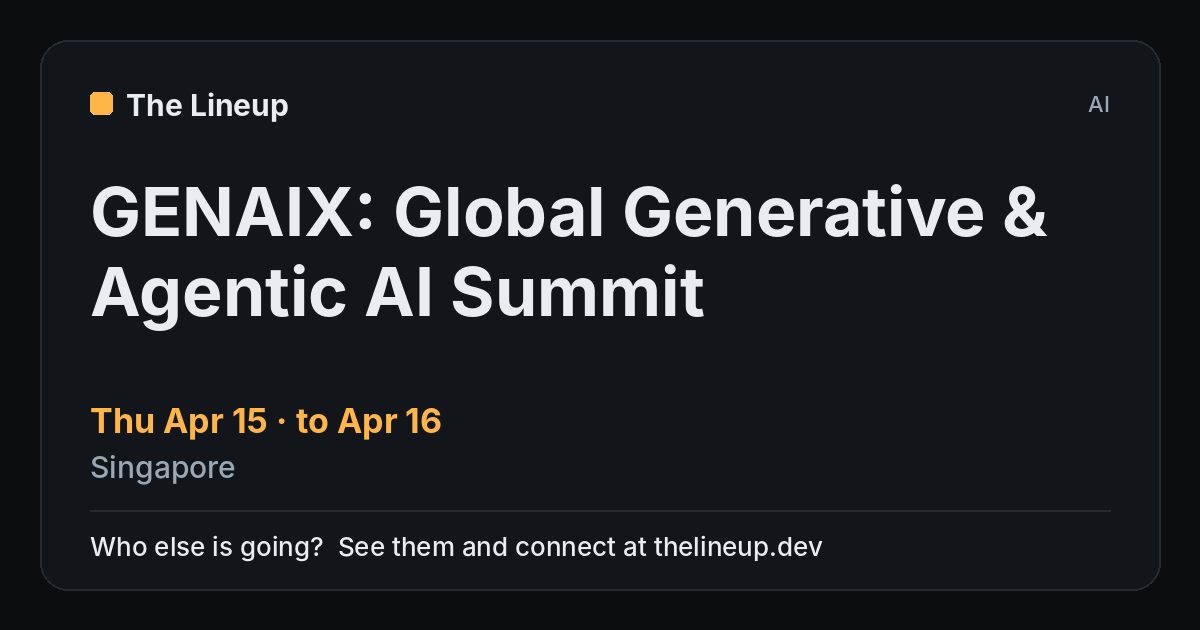 The Lineup
AI
GENAIX: Global Generative &
Agentic AI Summit
Thu Apr 15 · to Apr 16
Singapore
Who else is going?  See them and connect at thelineup.dev